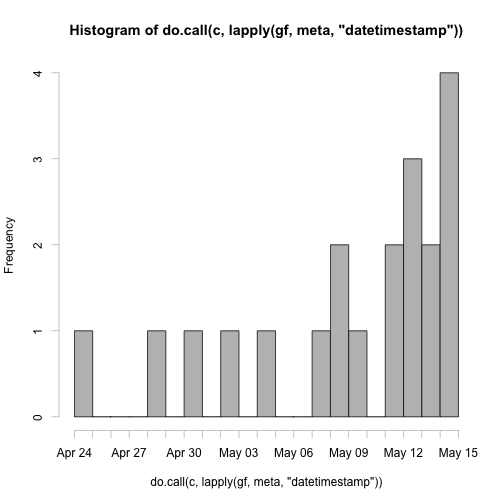 Histogram of do.call(c, lapply(gf, meta, "datetimestamp"))
4
3
2
1
0
Frequency
Apr 24 Apr 27 Apr 30 May 03 May 06 May 09 May 12 May 15
do.call(c, lapply(gf, meta, "datetimestamp"))